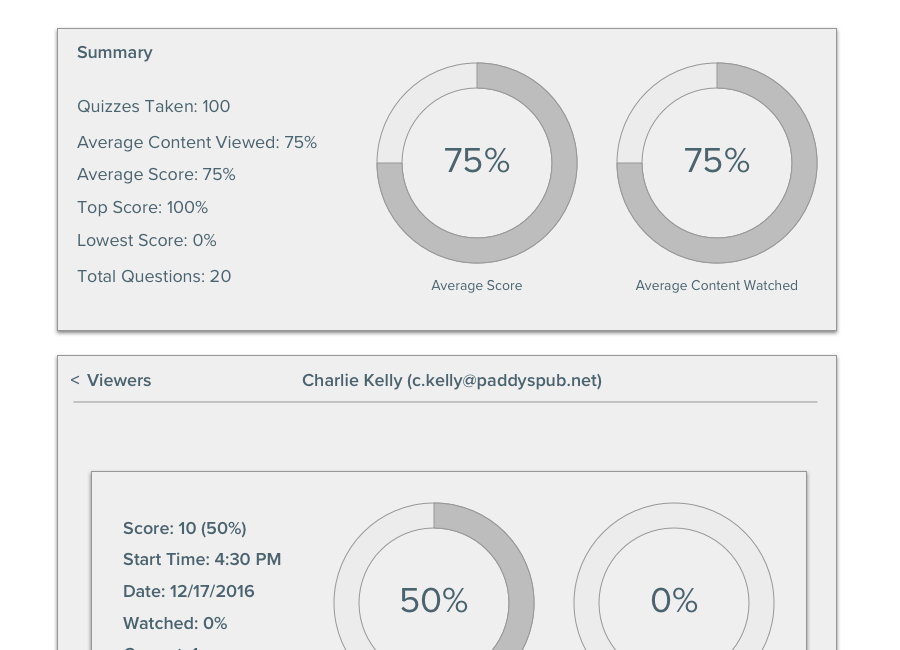 Summary
Quizzes Taken: 100
Average Content Viewed: 75%
Average Score: 75%
Top Score: 100%
Lowest Score: 0%
Total Questions: 20
75%
Average Score
75%
Average Content Watched
< Viewers
Charlie Kelly (c.kelly@paddyspub.net)
Score: 10 (50%)
Start Time: 4:30 PM
Date: 12/17/2016
Watched: 0%
50%
0%